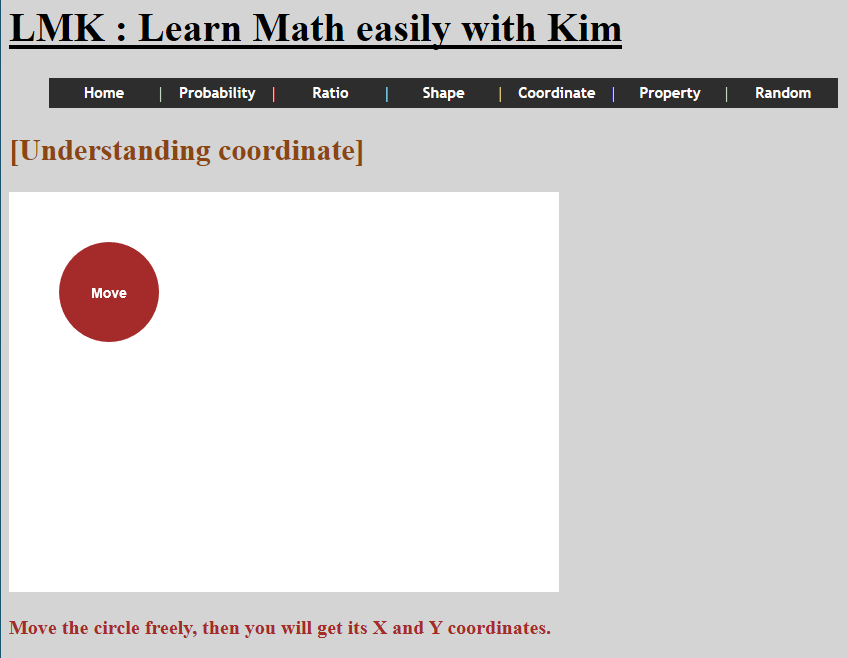 LMK : Learn Math easily with Kim
Home | Probability | Ratio | Shape | Coordinate | Property | Random
[Understanding coordinate]
Move
Move the circle freely, then you will get its X and Y coordinates.